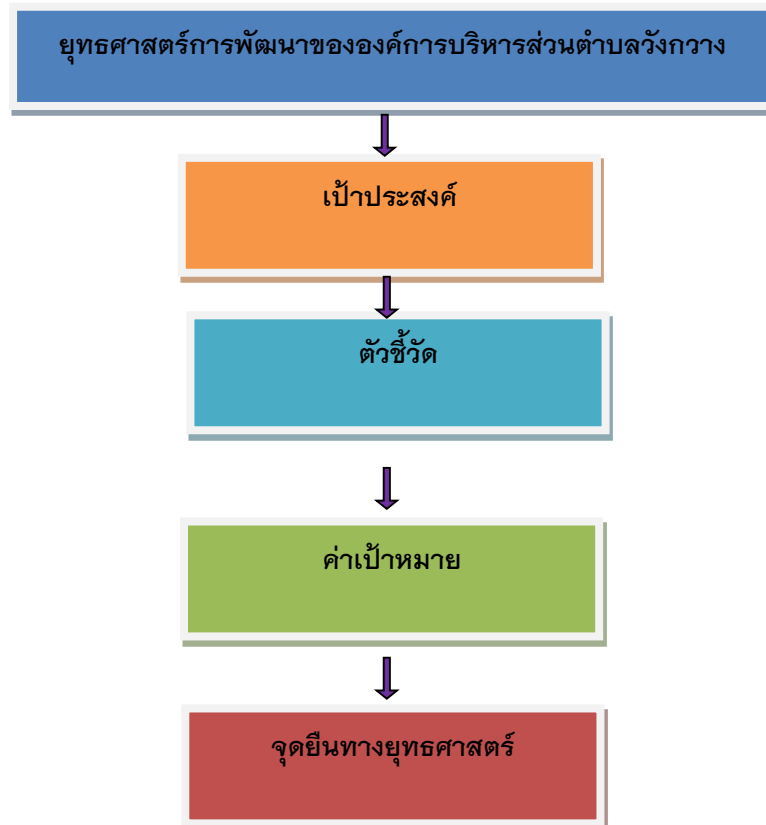 ยุทธศาสตร์การพัฒนาขององค์การบริหารส่วนตำบลวังกวาง
เป้าประสงค์
ตัวชี้วัด
ค่าเป้าหมาย
จุดยืนทางยุทธศาสตร์